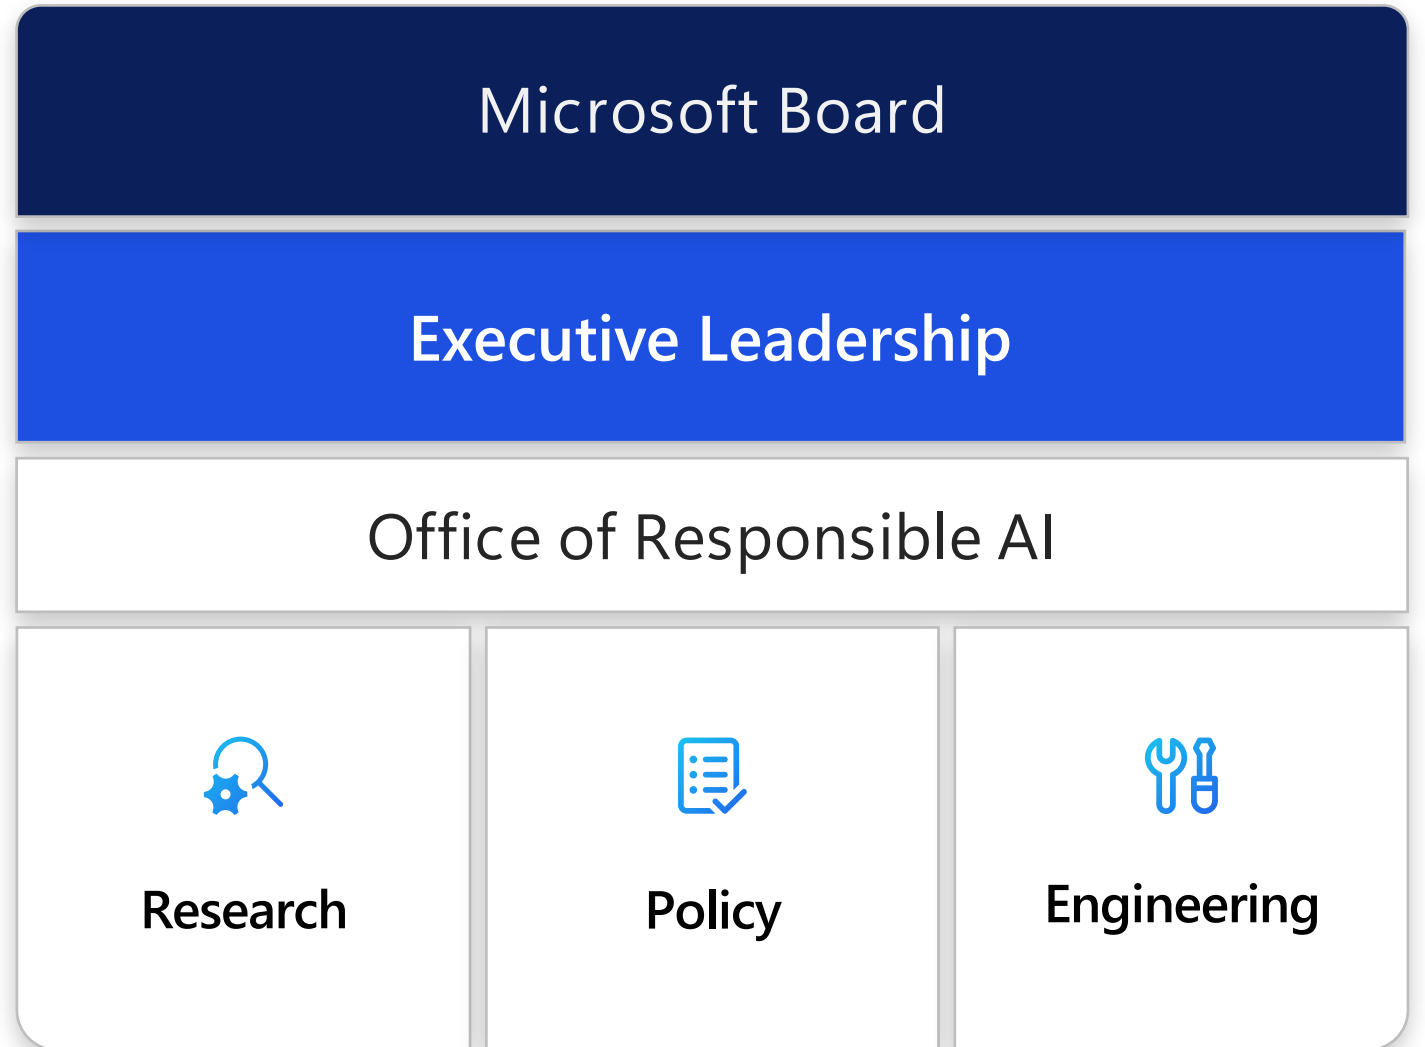 Microsoft Board
Executive Leadership
Office of Responsible AI
Research
Policy
Engineering